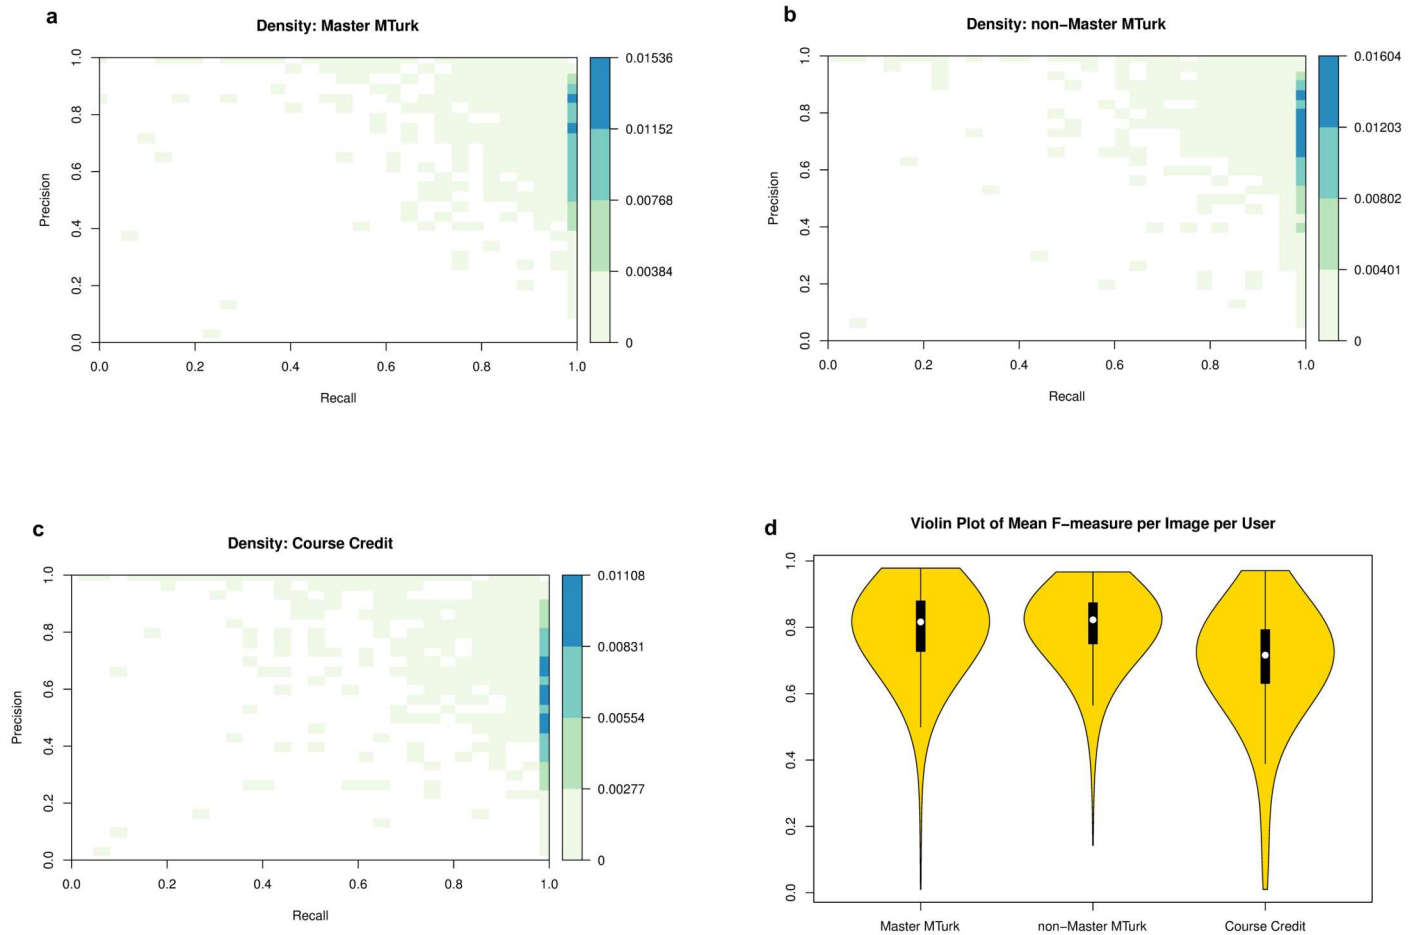 a
Density: Master MTurk
1.0
0.8
0.6
0.4
0.2
0.0
Precision
0.0 0.2 0.4 0.6 0.8 1.0
Recall
0.01536
0.01152
0.00768
0.00384
0
b
Density: non−Master MTurk
1.0
0.8
0.6
0.4
0.2
0.0
Precision
0.0 0.2 0.4 0.6 0.8 1.0
Recall
0.01604
0.01203
0.00802
0.00401
0
c
Density: Course Credit
1.0
0.8
0.6
0.4
0.2
0.0
Precision
0.0 0.2 0.4 0.6 0.8 1.0
Recall
0.01108
0.00831
0.00554
0.00277
0
d
Violin Plot of Mean F−measure per Image per User
1.0
0.8
0.6
0.4
0.2
0.0
Master MTurk non−Master MTurk Course Credit